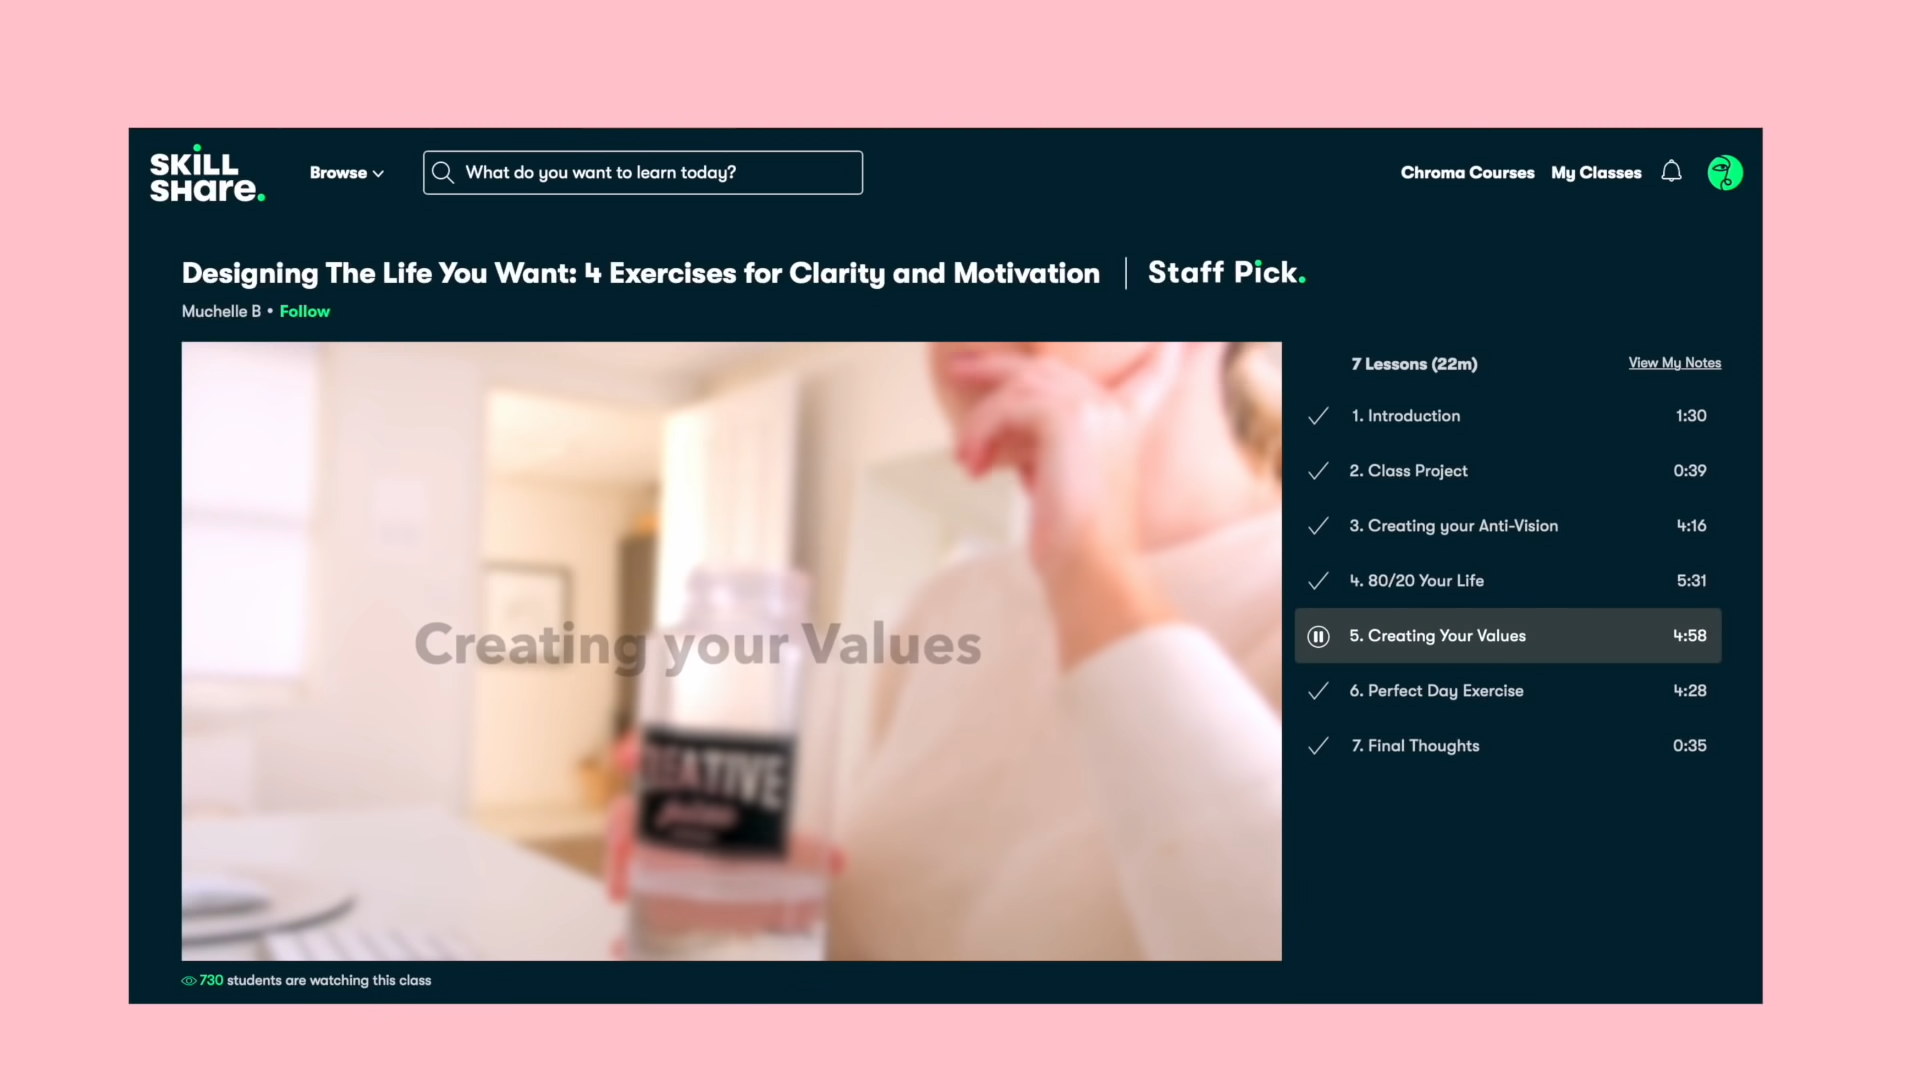 SKILL
SHare.
Browse
What do you want to learn today?
Chroma Courses
My Classes
Designing The Life You Want: 4 Exercises for Clarity and Motivation
Staff Pick.
Muchelle B • Follow
7 Lessons (22m)
View My Notes
1. Introduction 1:30
2. Class Project 0:39
3. Creating your Anti-Vision 4:16
4. 80/20 Your Life 5:31
5. Creating Your Values 4:58
6. Perfect Day Exercise 4:28
7. Final Thoughts 0:35
Creating your Values
730 students are watching this class